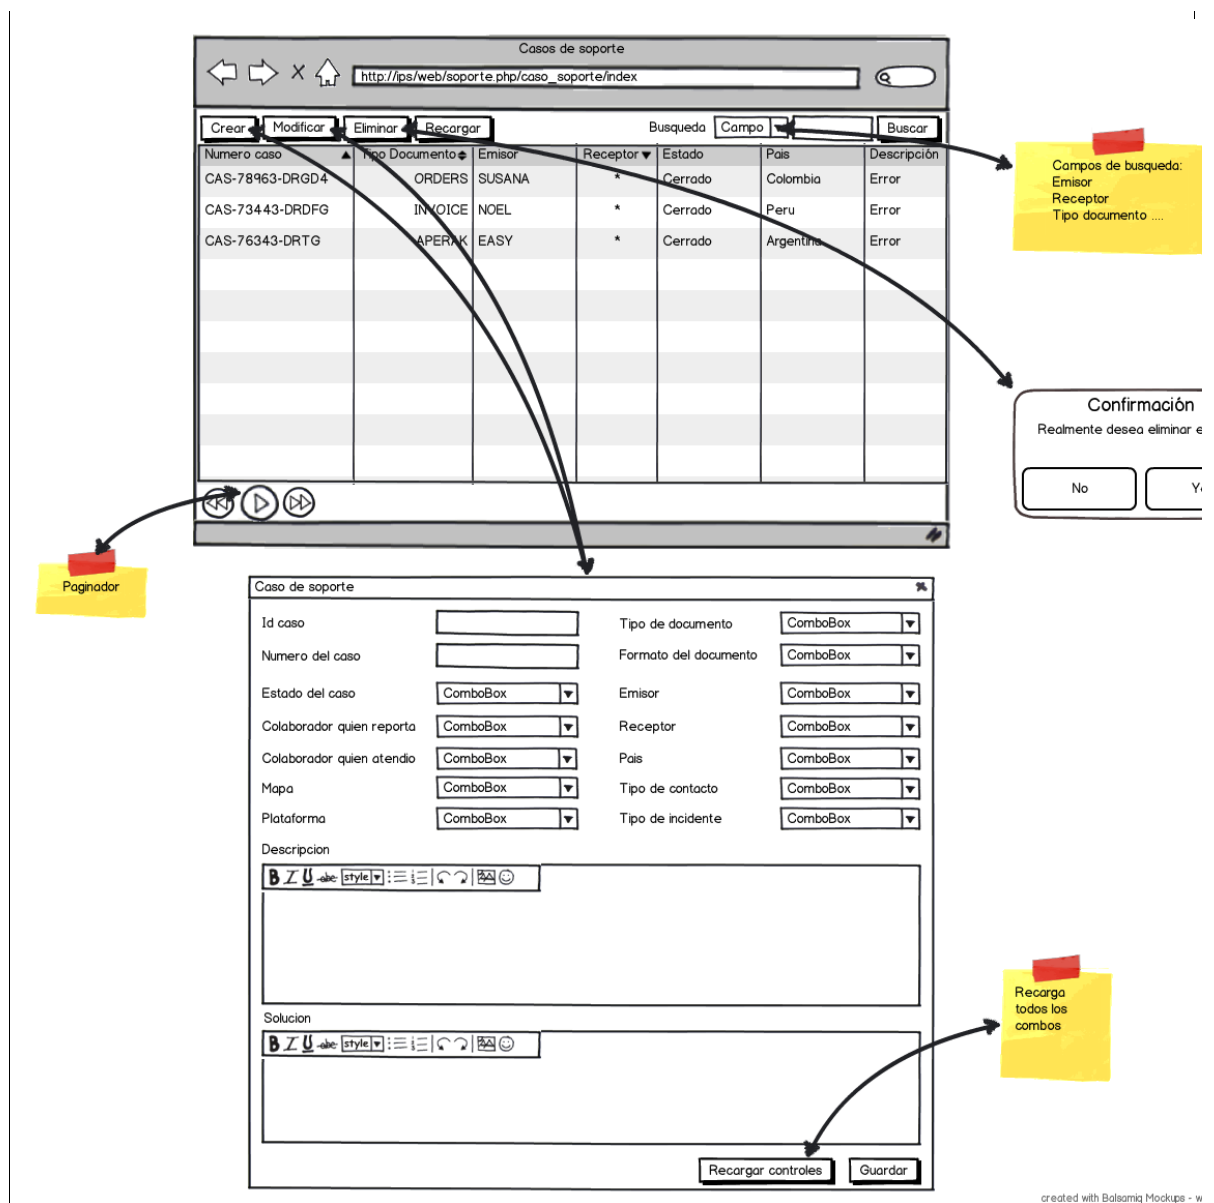 Casos de soporte
http://ips/web/soporte.php/caso_soporte/index
Crear Modificar Eliminar Recargar Busqueda Campo Buscar
Numero caso Tipo Documento Emisor Receptor Estado Pais Descripción
CAS-78963-DRGD4 ORDERS SUSANA * Cerrado Colombia Error
CAS-73443-DRDFG INVOICE NOEL * Cerrado Peru Error
CAS-76343-DRTG APERAK EASY * Cerrado Argentina Error
Campos de busqueda:
Emisor
Receptor
Tipo documento ....
Confirmación
Realmente desea eliminar e
No Y
Paginador
Caso de soporte
Id caso Tipo de documento ComboBox
Numero del caso Formato del documento ComboBox
Estado del caso ComboBox Emisor ComboBox
Colaborador quien reporta ComboBox Receptor ComboBox
Colaborador quien atendio ComboBox Pais ComboBox
Mapa ComboBox Tipo de contacto ComboBox
Plataforma ComboBox Tipo de incidente ComboBox
Descripcion
B I U abc style
Solucion
B I U abc style
Recarga
todos los
combos
Recargar controles Guardar
created with Balsamiq Mockups - w